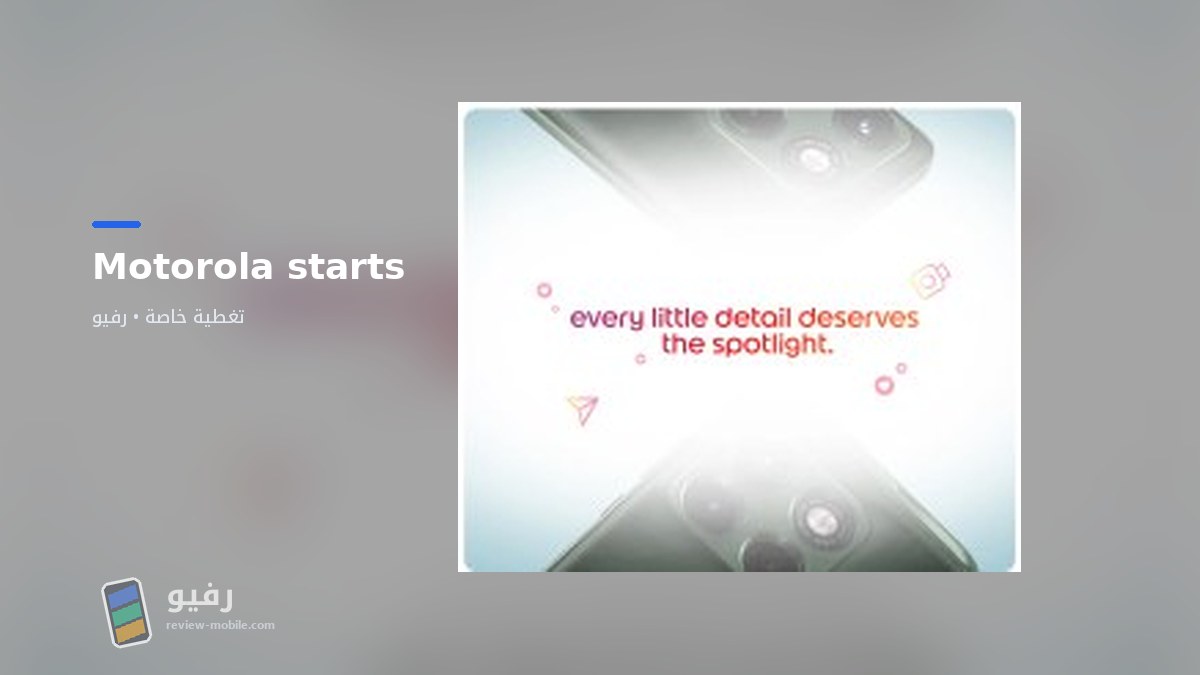 Motorola starts
تغطية خاصة • رفيو
every little detail deserves
the spotlight.
رفيو
review-mobile.com